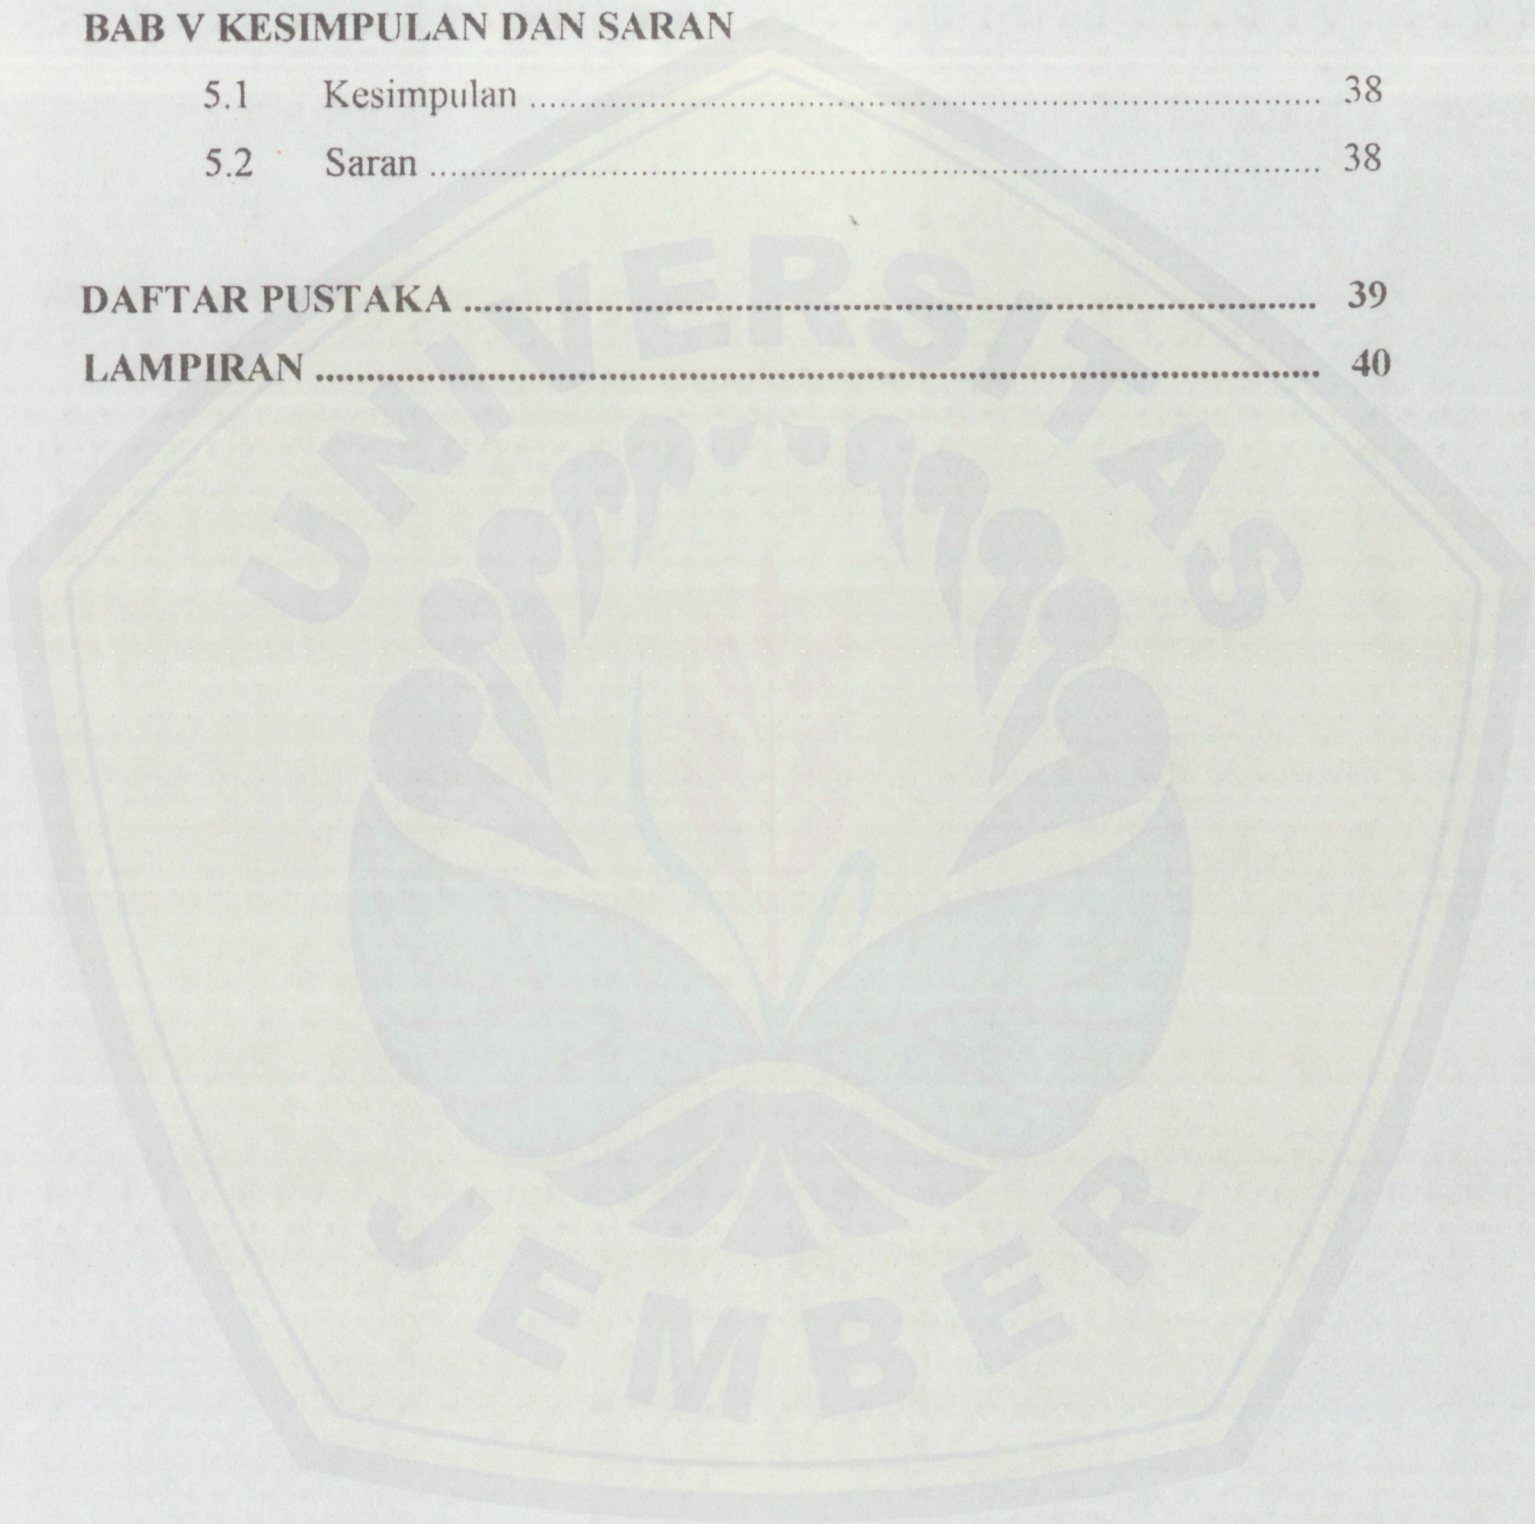 BAB V KESIMPULAN DAN SARAN
5.1 Kesimpulan ........................................................................ 38
5.2 Saran ........................................................................ 38
DAFTAR PUSTAKA ........................................................................ 39
LAMPIRAN ........................................................................ 40
UNIVERSITAS
JEMBER